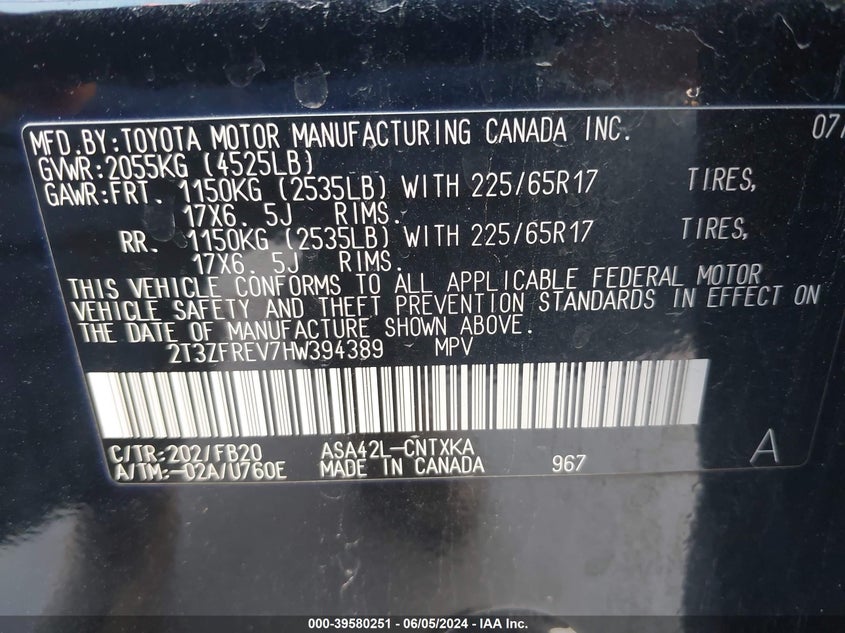 MFD.BY:TOYOTA MOTOR MANUFACTURING CANADA INC. 07/
GVWR:2055KG (4525LB)
GAWR:FRT. 1150KG (2535LB) WITH 225/65R17 TIRES,
17X6. 5J RIMS.
RR. 1150KG (2535LB) WITH 225/65R17 TIRES,
17X6. 5J RIMS.
THIS VEHICLE CONFORMS TO ALL APPLICABLE FEDERAL MOTOR
VEHICLE SAFETY AND THEFT PREVENTION STANDARDS IN EFFECT ON
THE DATE OF MANUFACTURE SHOWN ABOVE.
2T3ZFREV7HW394389 MPV
C/TR:202/FB20 ASA42L-CNTXKA A
A/TM:-02A/U760E MADE IN CANADA 967
000-39580251 - 06/05/2024 - IAA Inc.